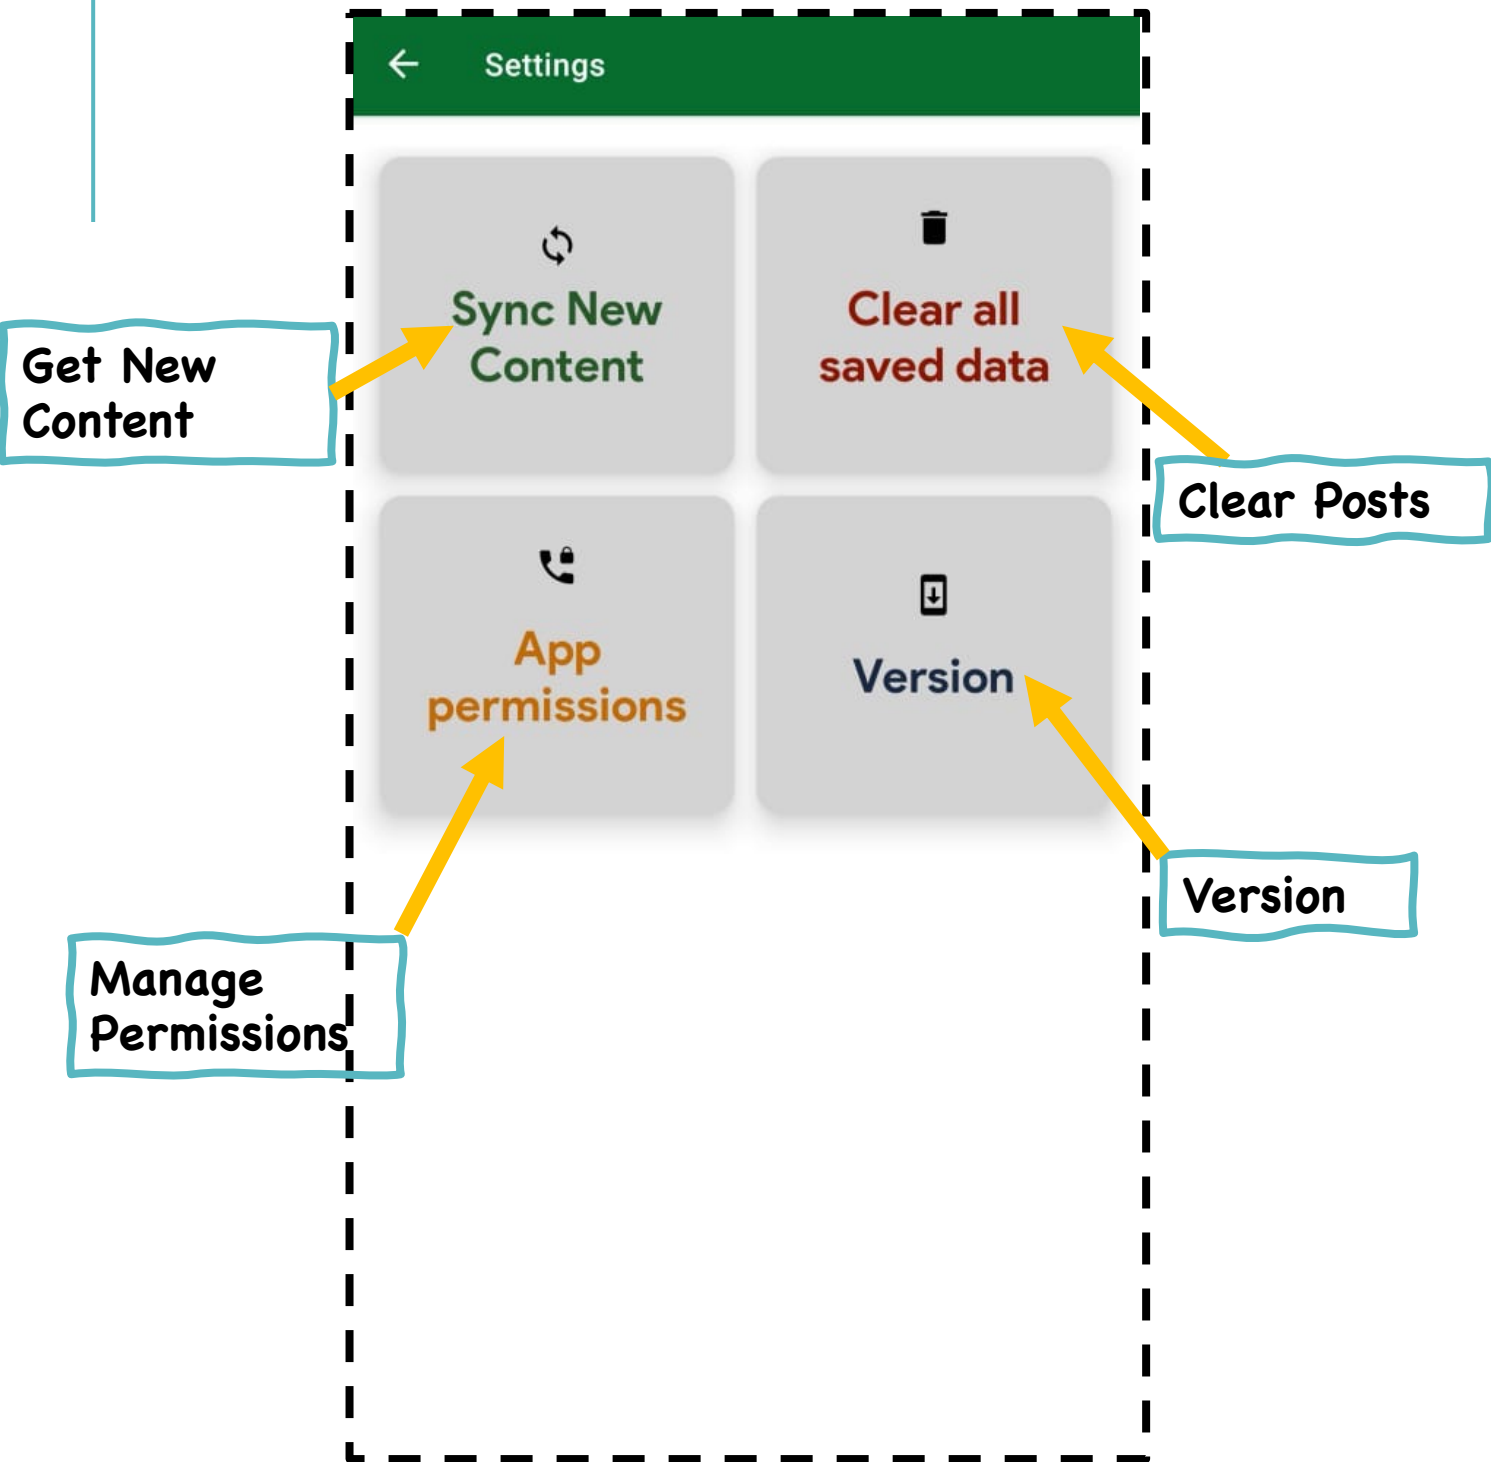 Settings
Sync New
Content
Clear all
saved data
Get New
Content
Clear Posts
App
permissions
Version
Version
Manage
Permissions